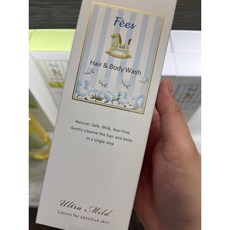 Fées
Hair & Body Wash
Natural, Safe, Mild, Tear-free,
Gently cleanse the hair and body
in a single step
Ultra Mild
Luxury for sensitive skin